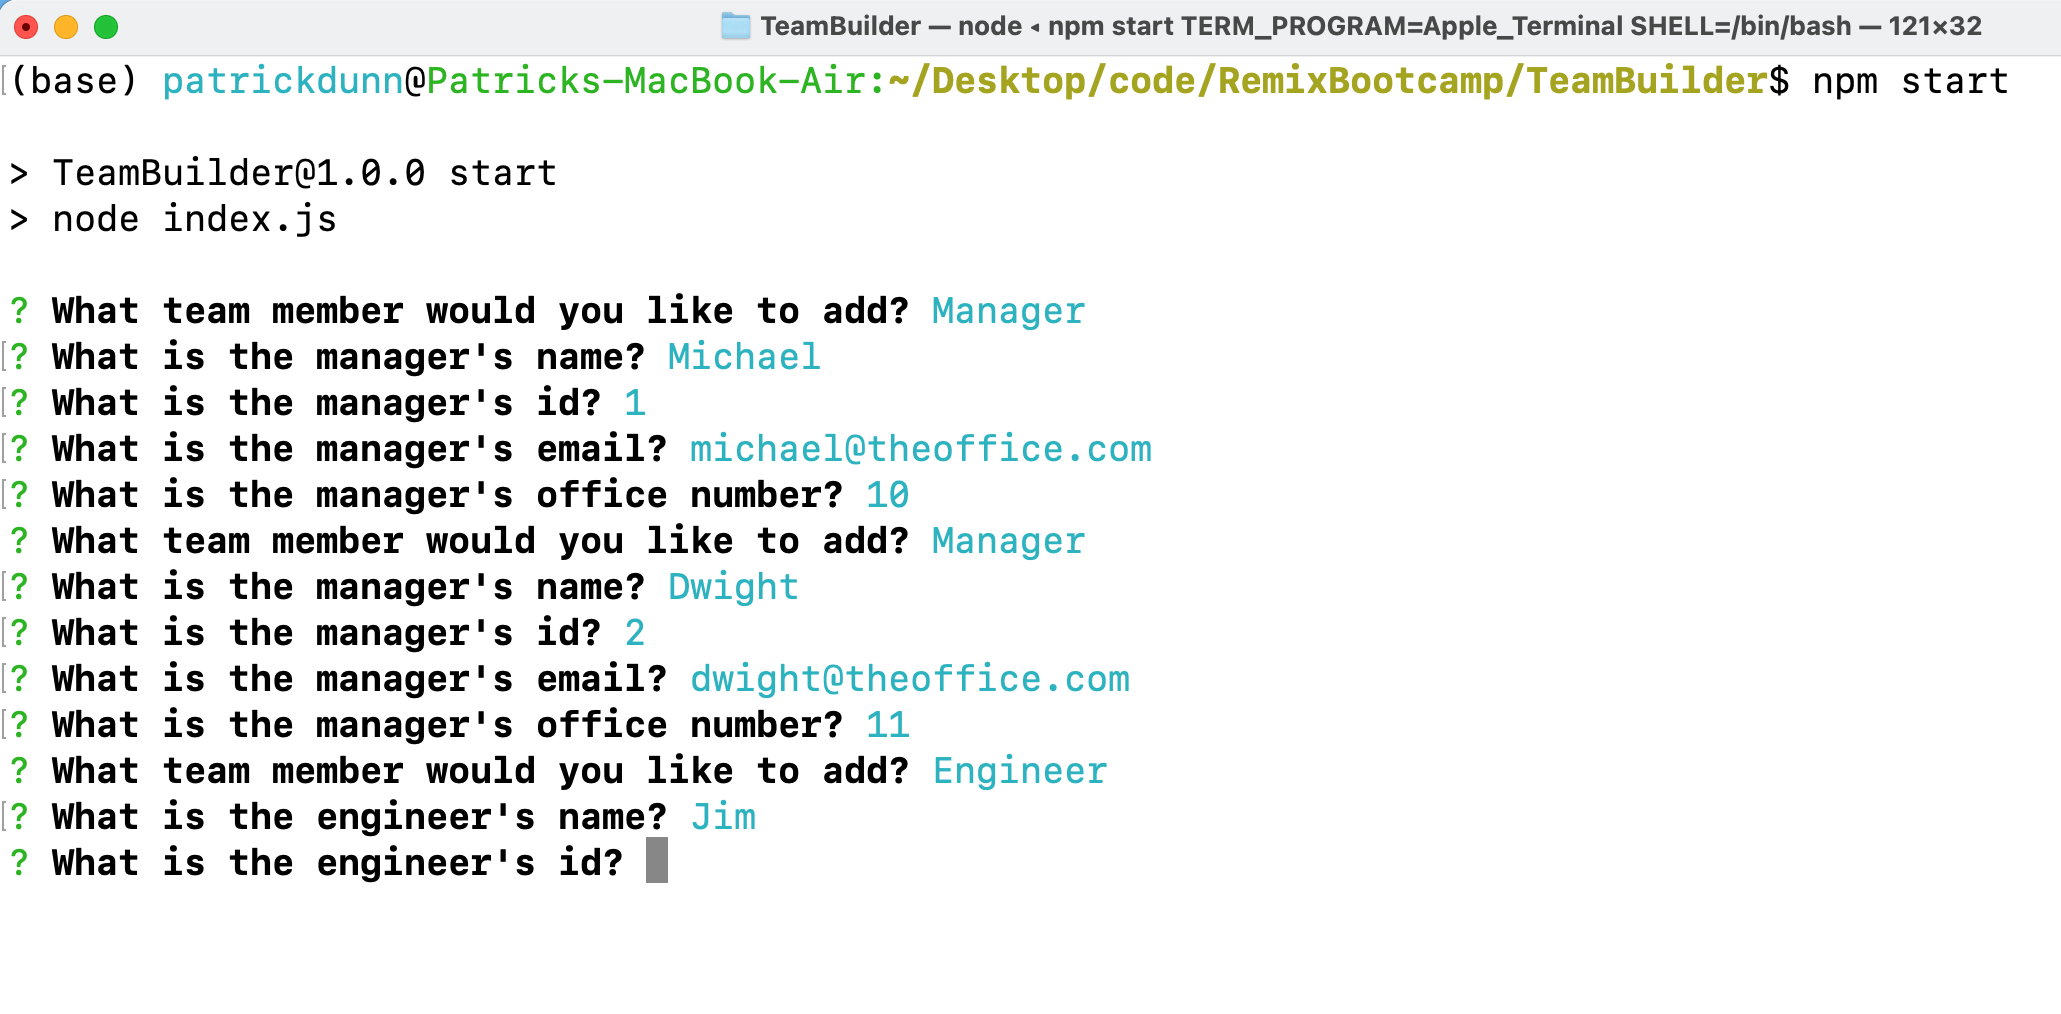 TeamBuilder — node ◂ npm start TERM_PROGRAM=Apple_Terminal SHELL=/bin/bash — 121×32
(base) patrickdunn@Patricks-MacBook-Air:~/Desktop/code/RemixBootcamp/TeamBuilder$ npm start
> TeamBuilder@1.0.0 start
> node index.js
? What team member would you like to add? Manager
? What is the manager's name? Michael
? What is the manager's id? 1
? What is the manager's email? michael@theoffice.com
? What is the manager's office number? 10
? What team member would you like to add? Manager
? What is the manager's name? Dwight
? What is the manager's id? 2
? What is the manager's email? dwight@theoffice.com
? What is the manager's office number? 11
? What team member would you like to add? Engineer
? What is the engineer's name? Jim
? What is the engineer's id?